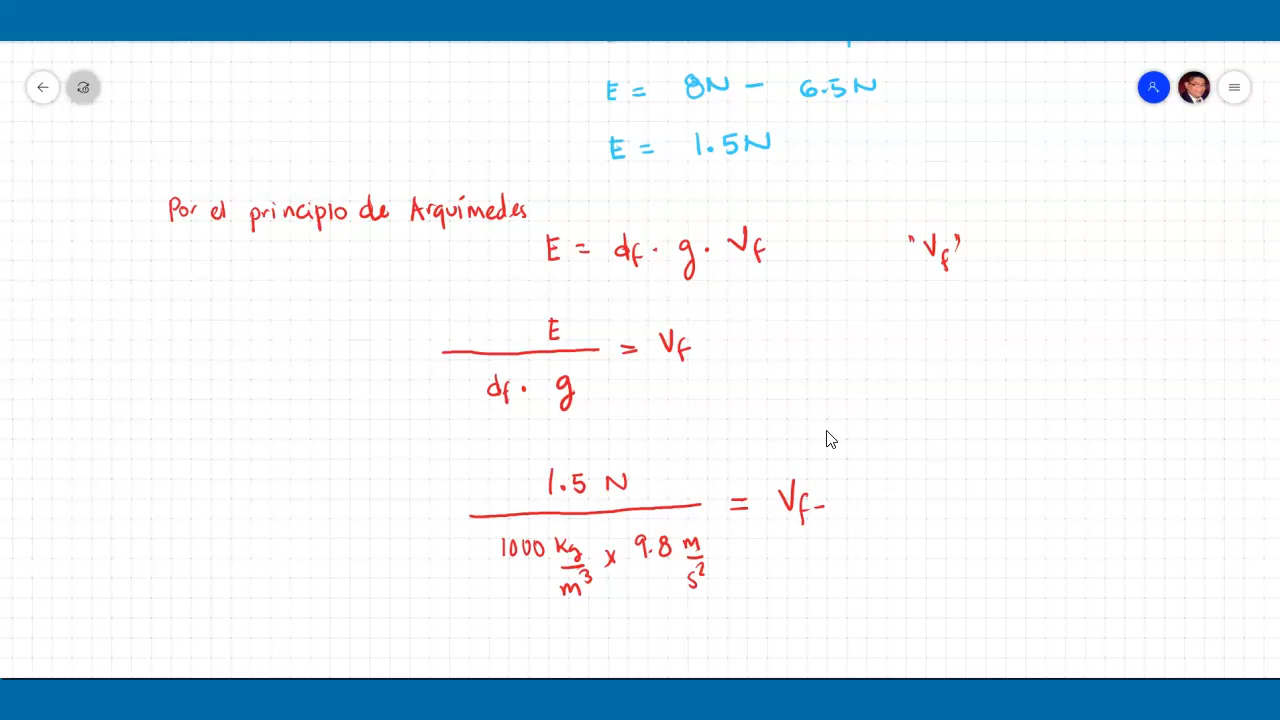 E = 8N - 6.5N
E = 1.5N
Por el principio de Arquímedes
E = df · g · Vf "Vf"
E
df · g = Vf
1.5 N
1000 kg/m³ x 9.8 m/s² = Vf -